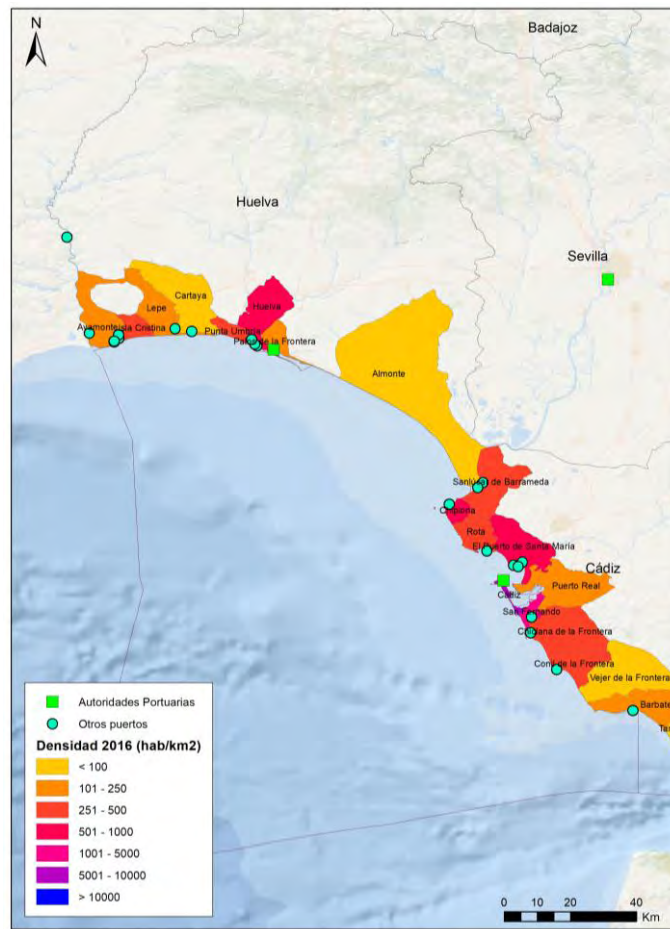 N
Badajoz
Huelva
Sevilla
Cartaya
Huelva
Lepe
Ayamonte
Isla Cristina
Punta Umbría
Palos de la Frontera
Almonte
Sanlúcar de Barrameda
Chipiona
Rota
El Puerto de Santa María
Cádiz
Puerto Real
Cádiz
San Fernando
Chiclana de la Frontera
Conil de la Frontera
Vejer de la Frontera
Barbate
Autoridades Portuarias
Otros puertos
Densidad 2016 (hab/km2)
< 100
101 - 250
251 - 500
501 - 1000
1001 - 5000
5001 - 10000
> 10000
0 5 10 20 30 40
Km